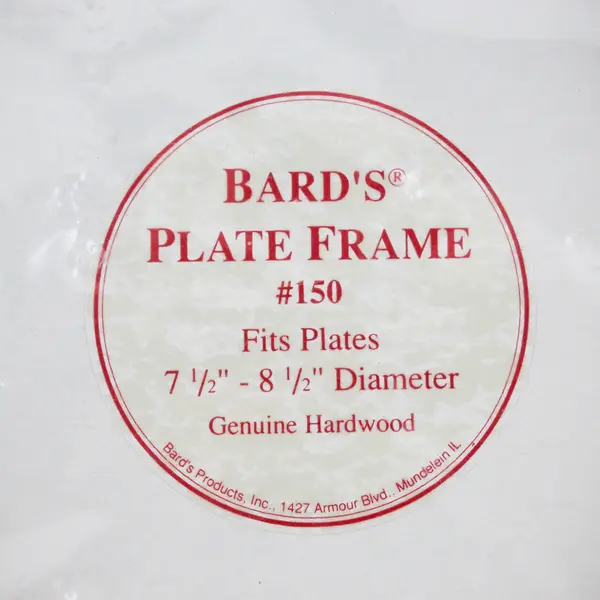 BARD'S®
PLATE FRAME
#150
Fits Plates
7 1/2" - 8 1/2" Diameter
Genuine Hardwood
Bard's Products, Inc., 1427 Armour Blvd., Mundelein IL